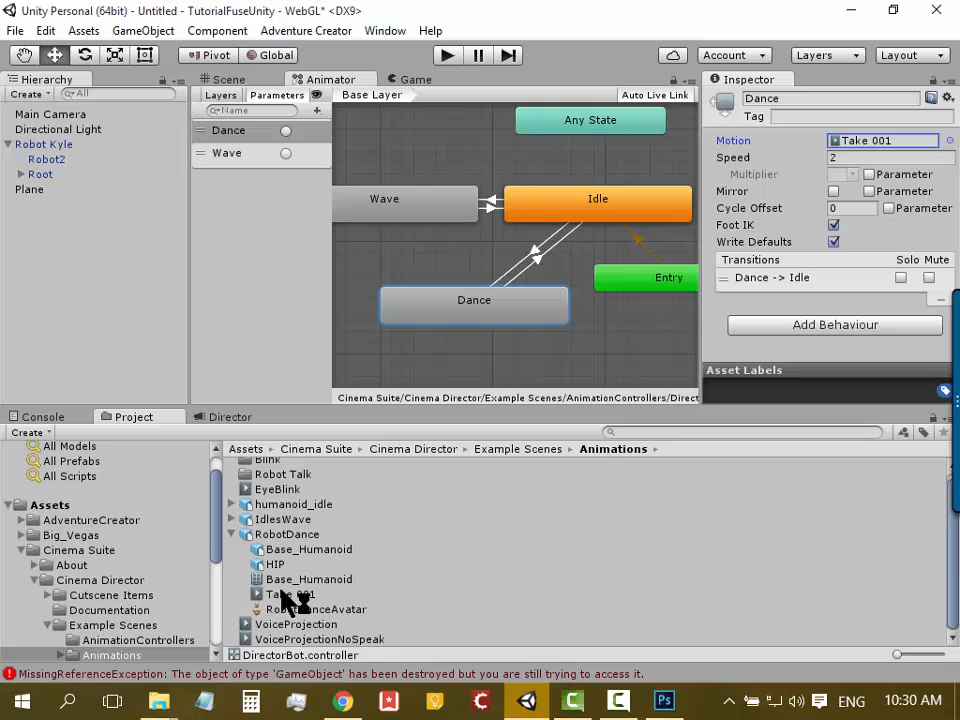 Unity Personal (64bit) - Untitled - TutorialFuseUnity - WebGL* <DX9>
File Edit Assets GameObject Component Adventure Creator Window Help
Pivot Global Account Layers Layout
Hierarchy Scene Animator Game Inspector
Create All
Main Camera
Directional Light
Robot Kyle
Robot2
Root
Plane
Layers Parameters
Name
Dance
Wave
Base Layer Auto Live Link
Any State
Wave
Idle
Entry
Dance
Cinema Suite/Cinema Director/Example Scenes/AnimationControllers/Direct
Dance
Tag
Motion Take 001
Speed 2
Multiplier Parameter
Mirror Parameter
Cycle Offset 0 Parameter
Foot IK
Write Defaults
Transitions Solo Mute
Dance -> Idle
Add Behaviour
Asset Labels
Console Project Director
Create
All Models
All Prefabs
All Scripts
Assets
AdventureCreator
Big_Vegas
Cinema Suite
About
Cinema Director
Cutscene Items
Documentation
Example Scenes
AnimationControllers
Animations
Assets Cinema Suite Cinema Director Example Scenes Animations
Blink
Robot Talk
EyeBlink
humanoid_idle
IdlesWave
RobotDance
Base_Humanoid
HIP
Base_Humanoid
Take 001
RobotDanceAvatar
VoiceProjection
VoiceProjectionNoSpeak
DirectorBot.controller
MissingReferenceException: The object of type 'GameObject' has been destroyed but you are still trying to access it.
ENG 10:30 AM